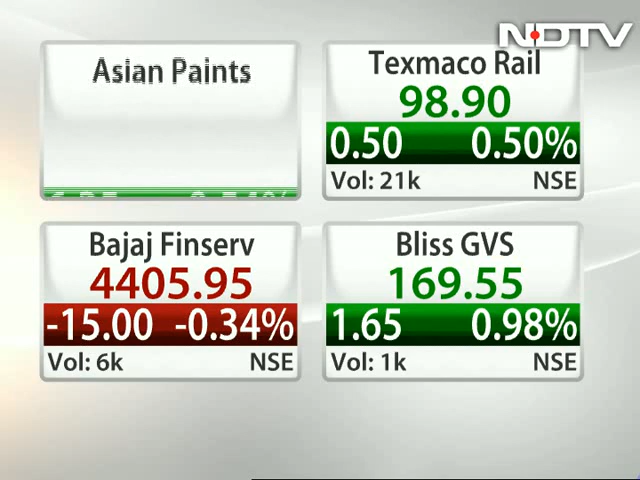 NDTV
Asian Paints
Texmaco Rail
98.90
0.50 0.50%
Vol: 21k NSE
Bajaj Finserv
4405.95
-15.00 -0.34%
Vol: 6k NSE
Bliss GVS
169.55
1.65 0.98%
Vol: 1k NSE